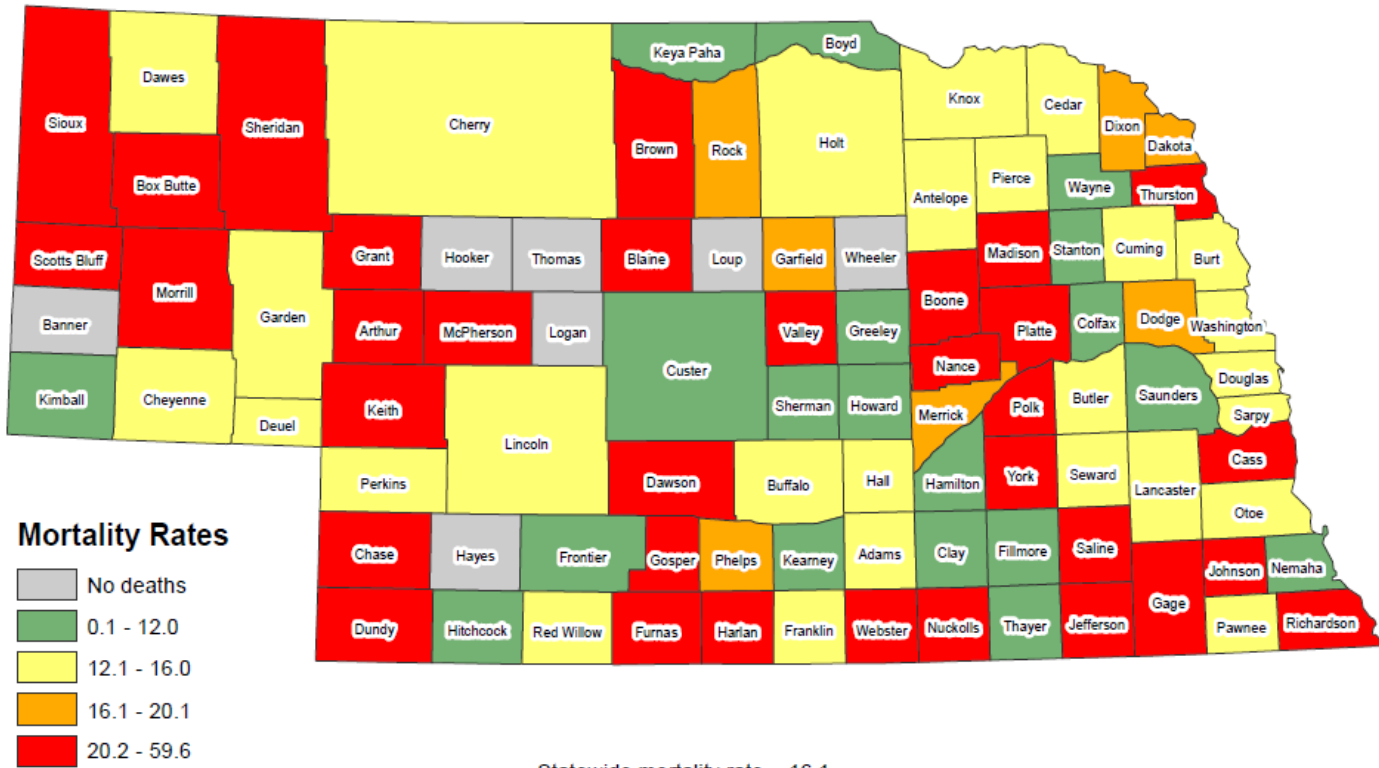 Keya Paha
Boyd
Dawes
Knox
Cedar
Sioux
Sheridan
Cherry
Dixon
Brown
Rock
Holt
Dakota
Box Butte
Pierce
Wayne
Thurston
Antelope
Scotts Bluff
Grant
Hooker
Thomas
Blaine
Loup
Garfield
Wheeler
Madison
Stanton
Cuming
Burt
Morrill
Garden
Boone
Banner
Arthur
McPherson
Logan
Valley
Greeley
Platte
Colfax
Dodge
Washington
Custer
Nance
Kimball
Cheyenne
Keith
Sherman
Howard
Merrick
Polk
Butler
Saunders
Douglas
Deuel
Lincoln
Sarpy
Perkins
Dawson
Buffalo
Hall
Hamilton
York
Seward
Lancaster
Cass
Otoe
Mortality Rates
Chase
Hayes
Frontier
Gosper
Phelps
Kearney
Adams
Clay
Fillmore
Saline
Johnson
Nemaha
No deaths
0.1 - 12.0
Dundy
Hitchcock
Red Willow
Furnas
Harlan
Franklin
Webster
Nuckolls
Thayer
Jefferson
Gage
Pawnee
Richardson
12.1 - 16.0
16.1 - 20.1
20.2 - 59.6
Statewide mortality rate
16.1